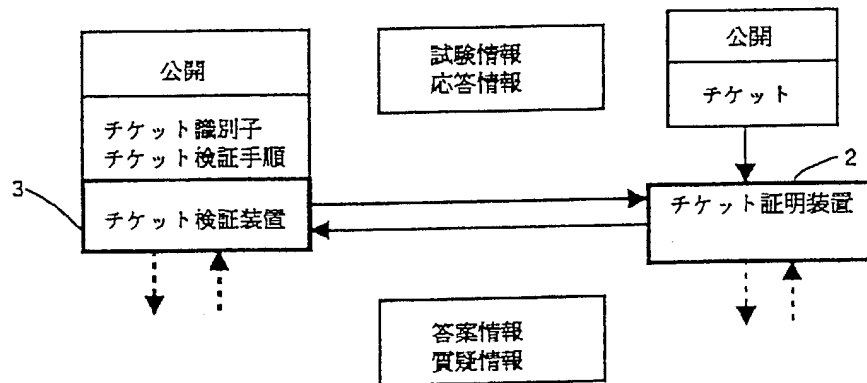 公開
チケット識別子
チケット検証手順
3
チケット検証装置
試験情報
応答情報
公開
チケット
2
チケット証明装置
答案情報
質疑情報